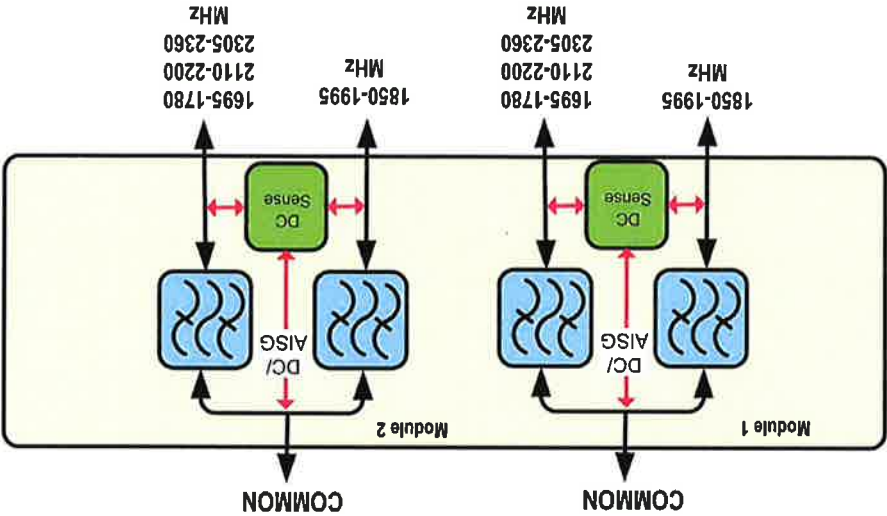 COMMON
COMMON
Module 1
Module 2
DC/
AISG
DC/
AISG
DC
Sense
DC
Sense
1850-1995
MHz
1695-1780
2110-2200
2305-2360
MHz
1850-1995
MHz
1695-1780
2110-2200
2305-2360
MHz